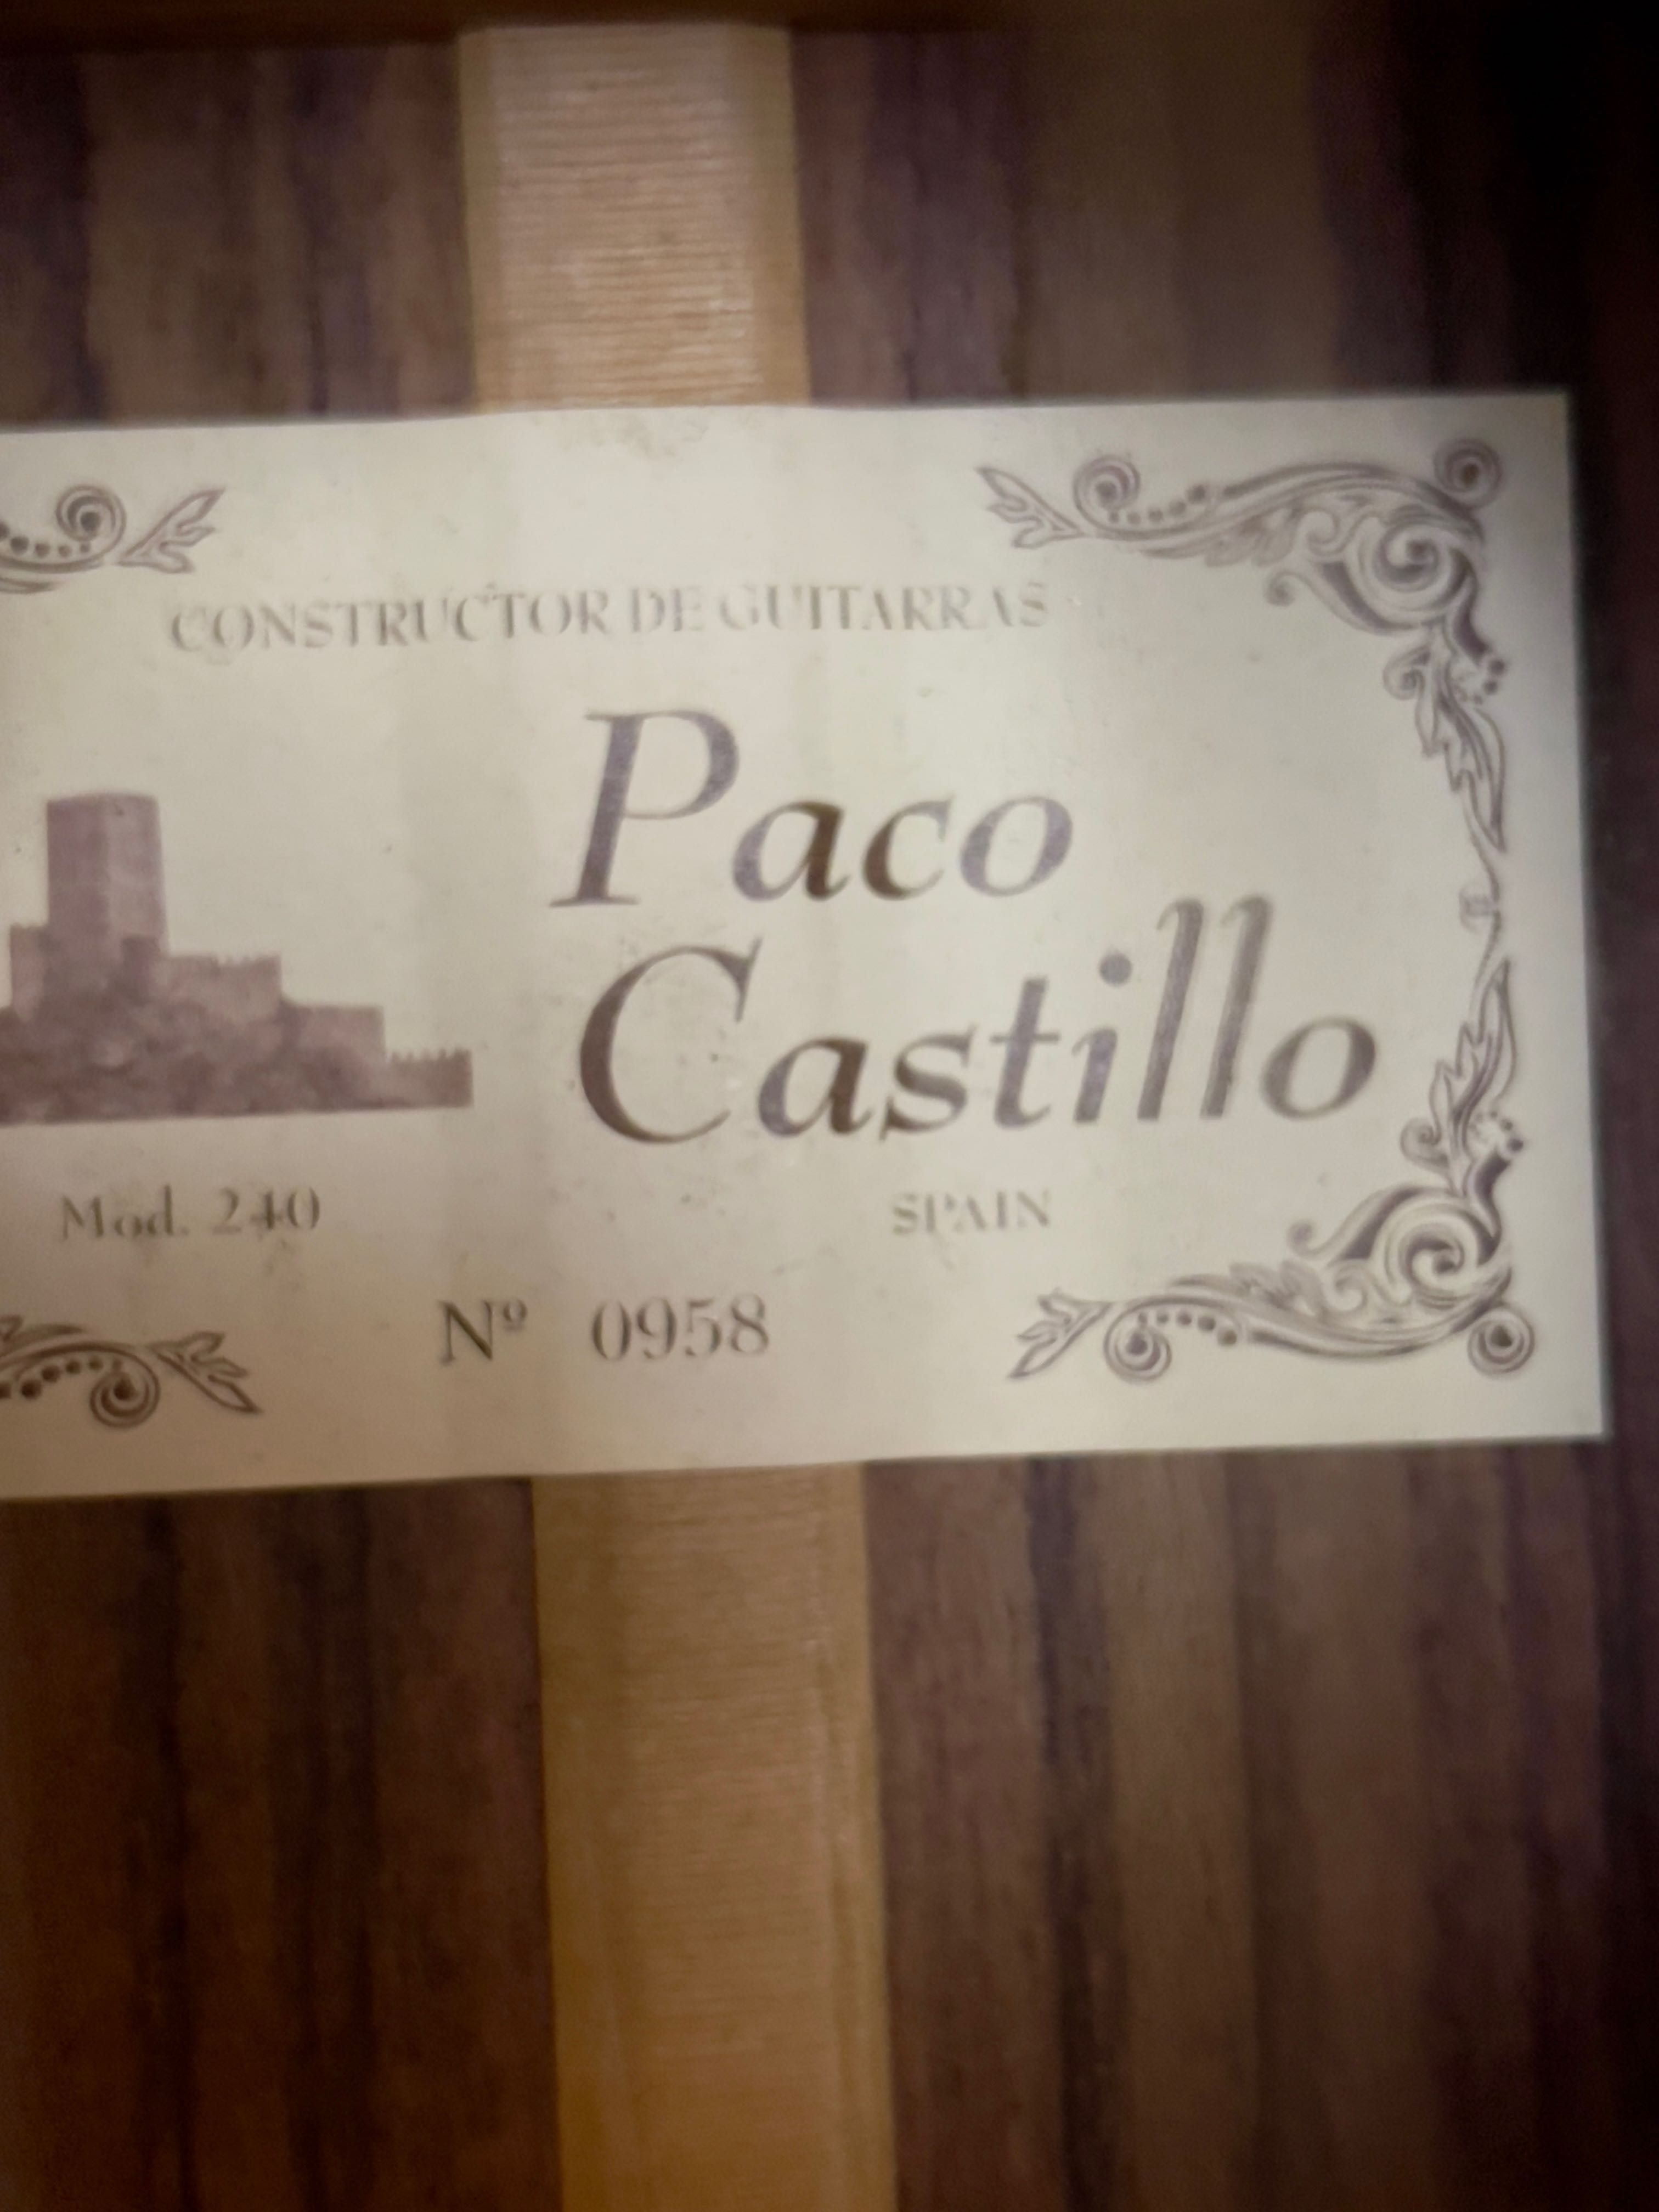 CONSTRUCTOR DE GUITARRAS
Paco
Castillo
Mod. 240 SPAIN
Nº 0958